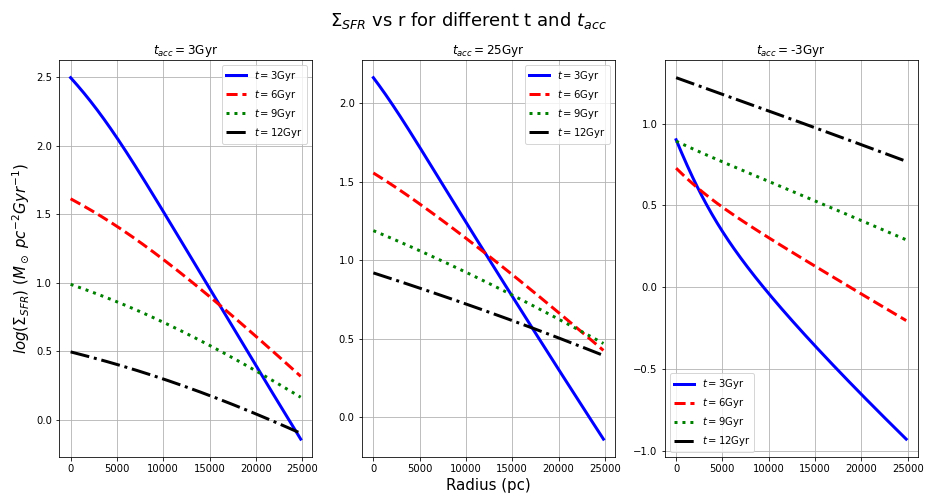 Σ_SFR vs r for different t and t_acc
t_acc = 3Gyr
t_acc = 25Gyr
t_acc = -3Gyr
log(Σ_SFR) (M_⊙ pc^−2 Gyr^−1)
2.5
2.0
1.5
1.0
0.5
0.0
t = 3Gyr
t = 6Gyr
t = 9Gyr
t = 12Gyr
0 5000 10000 15000 20000 25000
2.0
1.5
1.0
0.5
0.0
t = 3Gyr
t = 6Gyr
t = 9Gyr
t = 12Gyr
0 5000 10000 15000 20000 25000
1.0
0.5
0.0
−0.5
−1.0
t = 3Gyr
t = 6Gyr
t = 9Gyr
t = 12Gyr
0 5000 10000 15000 20000 25000
Radius (pc)